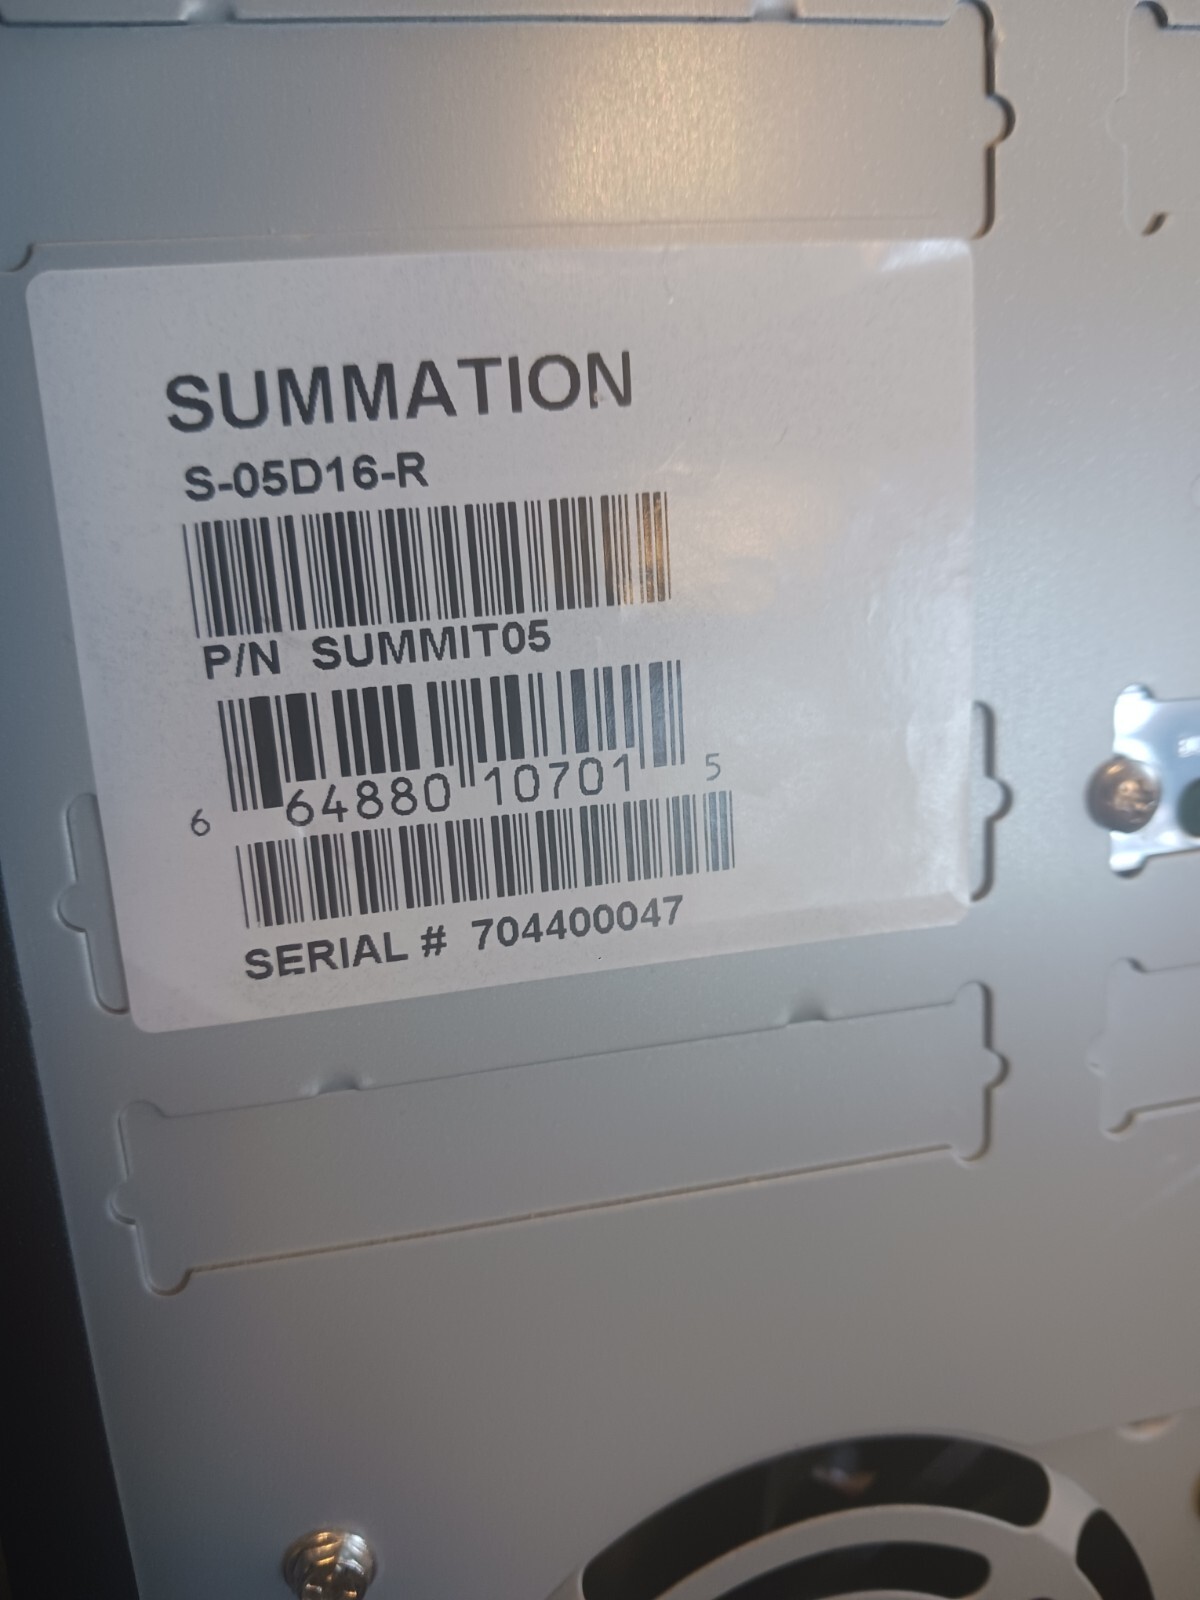 SUMMATION
S-05D16-R
P/N SUMMIT05
6 64880 10701 5
SERIAL # 704400047